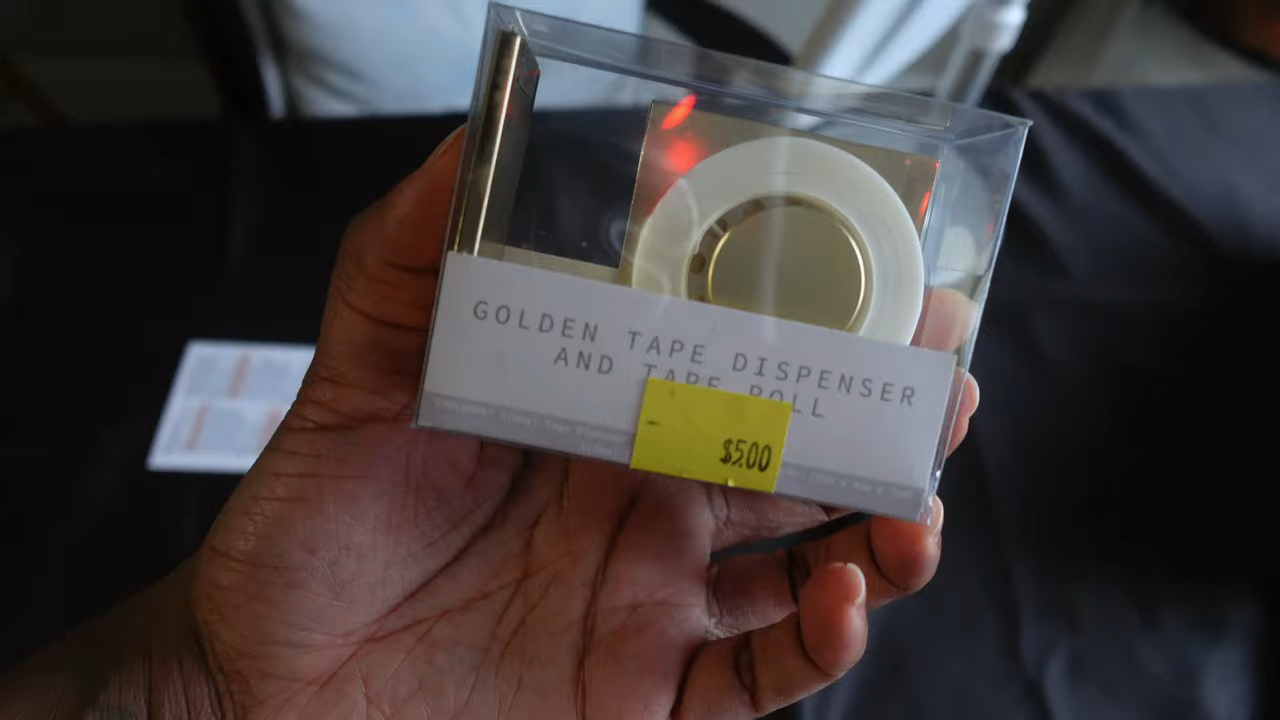 GOLDEN TAPE DISPENSER
AND TAPE ROLL
$5.00